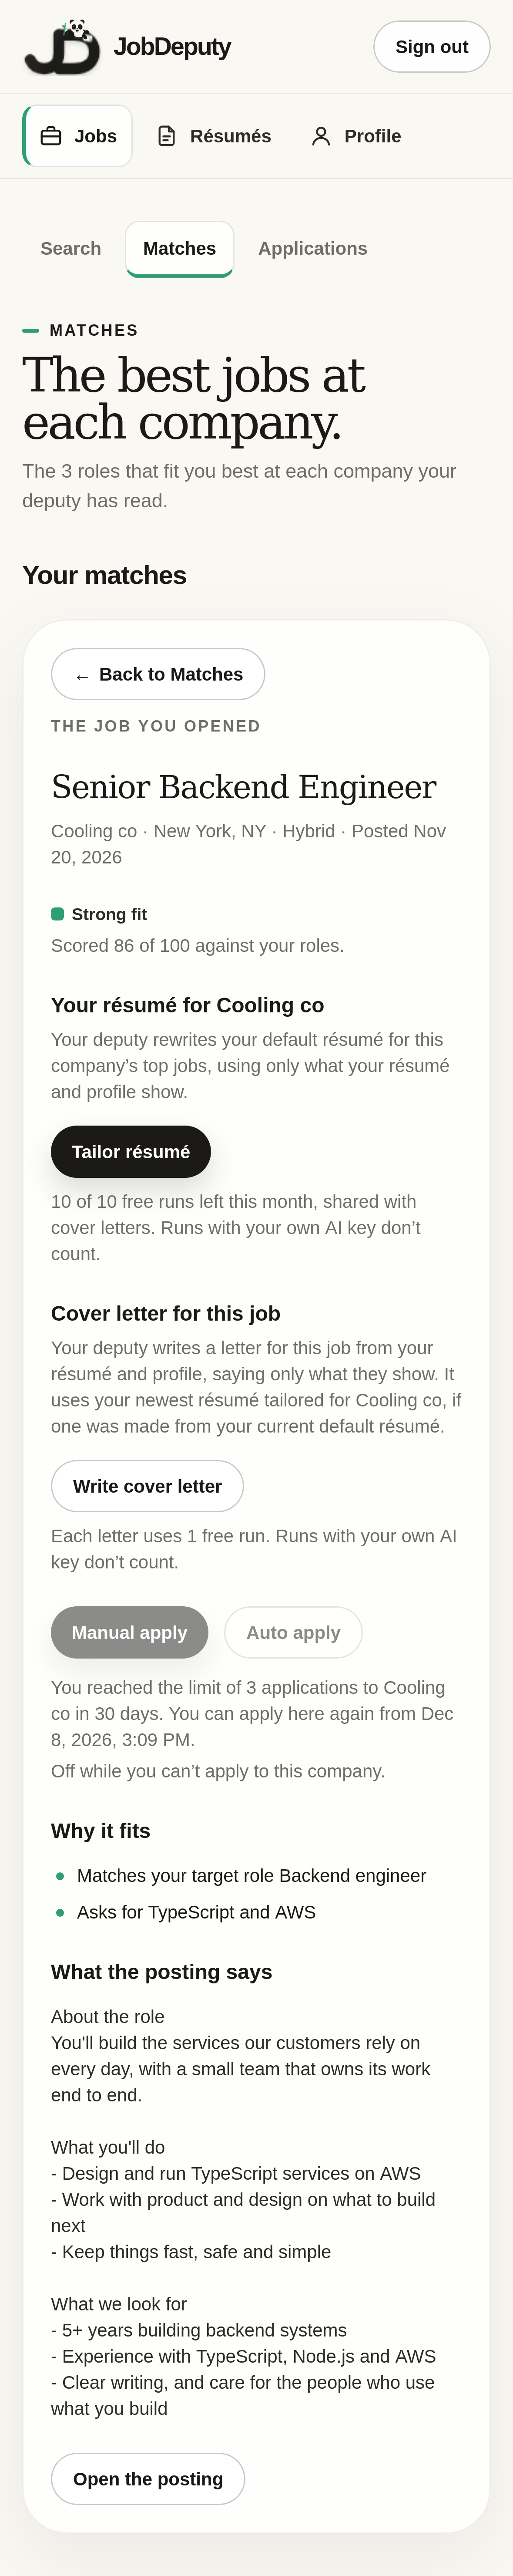 JobDeputy
Sign out
Jobs
Résumés
Profile
Search
Matches
Applications
MATCHES
The best jobs at
each company.
The 3 roles that fit you best at each company your
deputy has read.
Your matches
← Back to Matches
THE JOB YOU OPENED
Senior Backend Engineer
Cooling co · New York, NY · Hybrid · Posted Nov
20, 2026
Strong fit
Scored 86 of 100 against your roles.
Your résumé for Cooling co
Your deputy rewrites your default résumé for this
company’s top jobs, using only what your résumé
and profile show.
Tailor résumé
10 of 10 free runs left this month, shared with
cover letters. Runs with your own AI key don’t
count.
Cover letter for this job
Your deputy writes a letter for this job from your
résumé and profile, saying only what they show. It
uses your newest résumé tailored for Cooling co, if
one was made from your current default résumé.
Write cover letter
Each letter uses 1 free run. Runs with your own AI
key don’t count.
Manual apply
Auto apply
You reached the limit of 3 applications to Cooling
co in 30 days. You can apply here again from Dec
8, 2026, 3:09 PM.
Off while you can’t apply to this company.
Why it fits
Matches your target role Backend engineer
Asks for TypeScript and AWS
What the posting says
About the role
You'll build the services our customers rely on
every day, with a small team that owns its work
end to end.
What you'll do
- Design and run TypeScript services on AWS
- Work with product and design on what to build
next
- Keep things fast, safe and simple
What we look for
- 5+ years building backend systems
- Experience with TypeScript, Node.js and AWS
- Clear writing, and care for the people who use
what you build
Open the posting